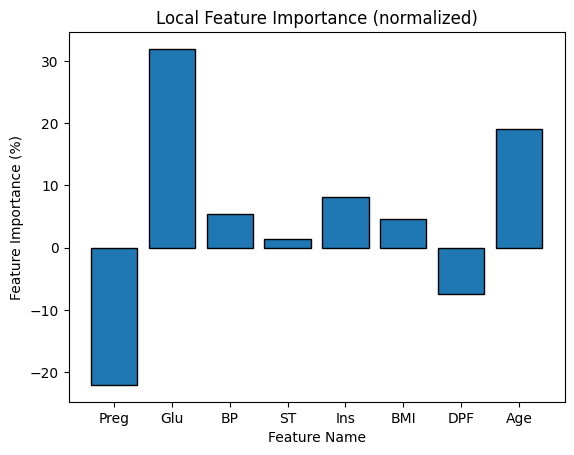 Local Feature Importance (normalized)
Feature Importance (%)
30
20
10
0
−10
−20
Preg Glu BP ST Ins BMI DPF Age
Feature Name